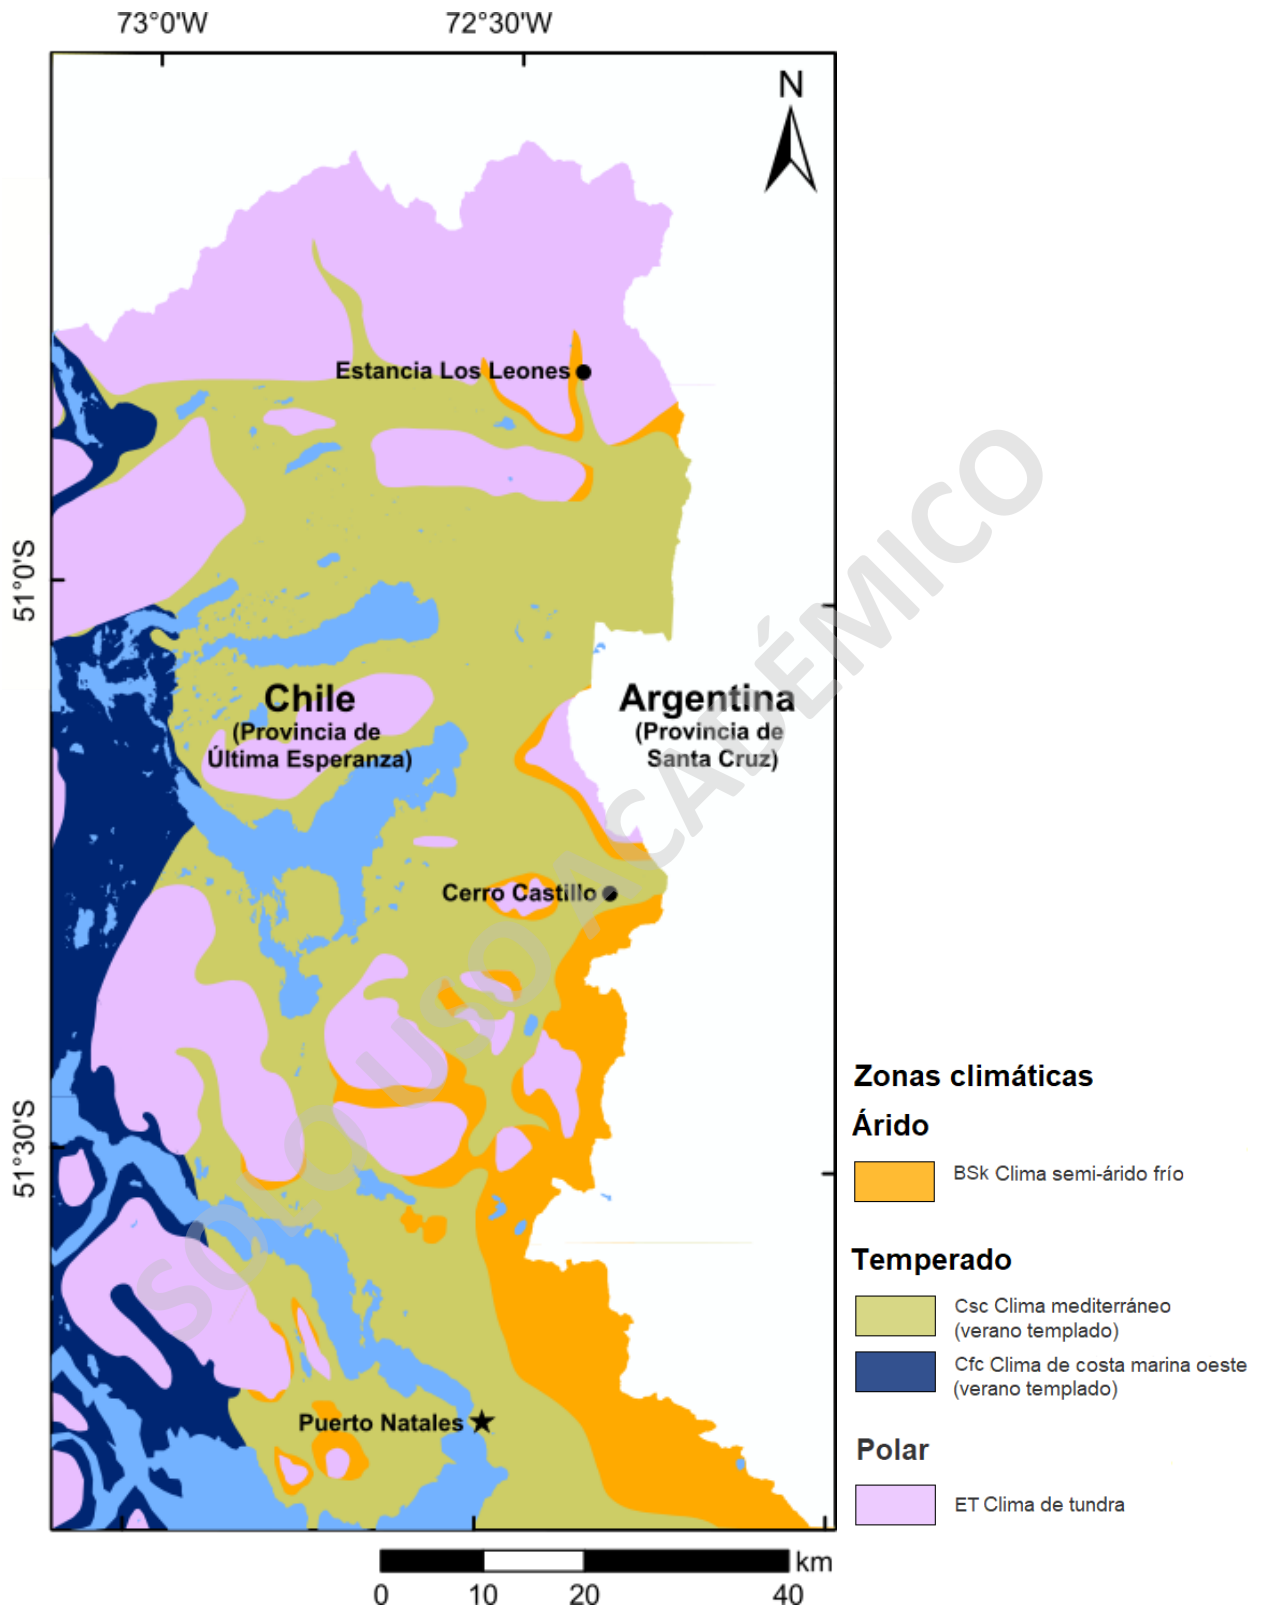 73°0'W
72°30'W
N
Estancia Los Leones
51°0'S
Chile
(Provincia de
Última Esperanza)
Argentina
(Provincia de
Santa Cruz)
Cerro Castillo
51°30'S
Puerto Natales
SOLO USO ACADÉMICO
Zonas climáticas
Árido
BSk Clima semi-árido frío
Temperado
Csc Clima mediterráneo
(verano templado)
Cfc Clima de costa marina oeste
(verano templado)
Polar
ET Clima de tundra
km
0 10 20 40